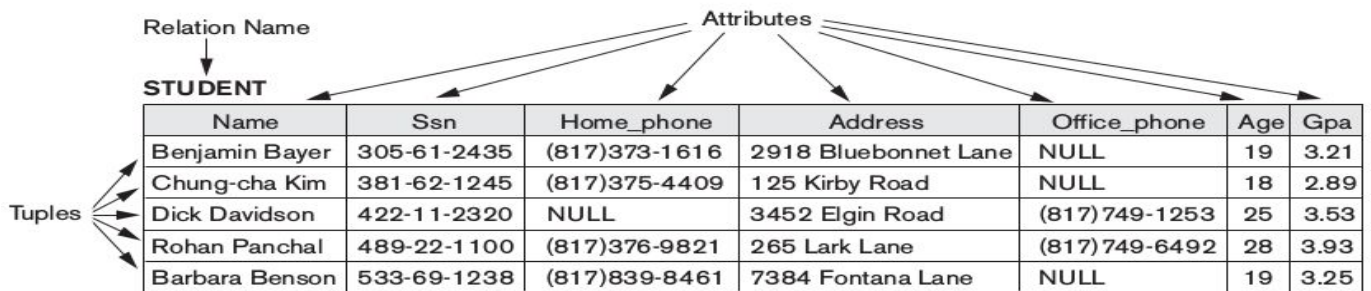 Relation Name
Attributes
STUDENT
Name Ssn Home_phone Address Office_phone Age Gpa
Benjamin Bayer 305-61-2435 (817)373-1616 2918 Bluebonnet Lane NULL 19 3.21
Chung-cha Kim 381-62-1245 (817)375-4409 125 Kirby Road NULL 18 2.89
Tuples Dick Davidson 422-11-2320 NULL 3452 Elgin Road (817)749-1253 25 3.53
Rohan Panchal 489-22-1100 (817)376-9821 265 Lark Lane (817)749-6492 28 3.93
Barbara Benson 533-69-1238 (817)839-8461 7384 Fontana Lane NULL 19 3.25